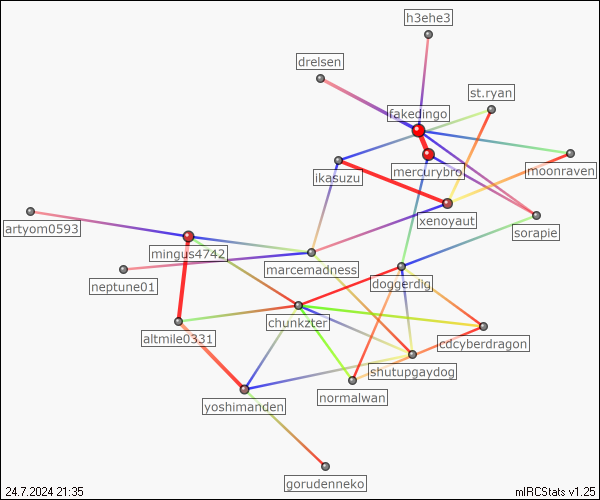 h3ehe3
drelsen
st.ryan
fakedingo
ikasuzu
mercurybro
moonraven
xenoyaut
artyom0593
sorapie
mingus4742
marcemadness
neptune01
doggerdig
chunkzter
altmile0331
cdcyberdragon
shutupgaydog
normalwan
yoshimanden
gorudenneko
24.7.2024 21:35
mIRCStats v1.25